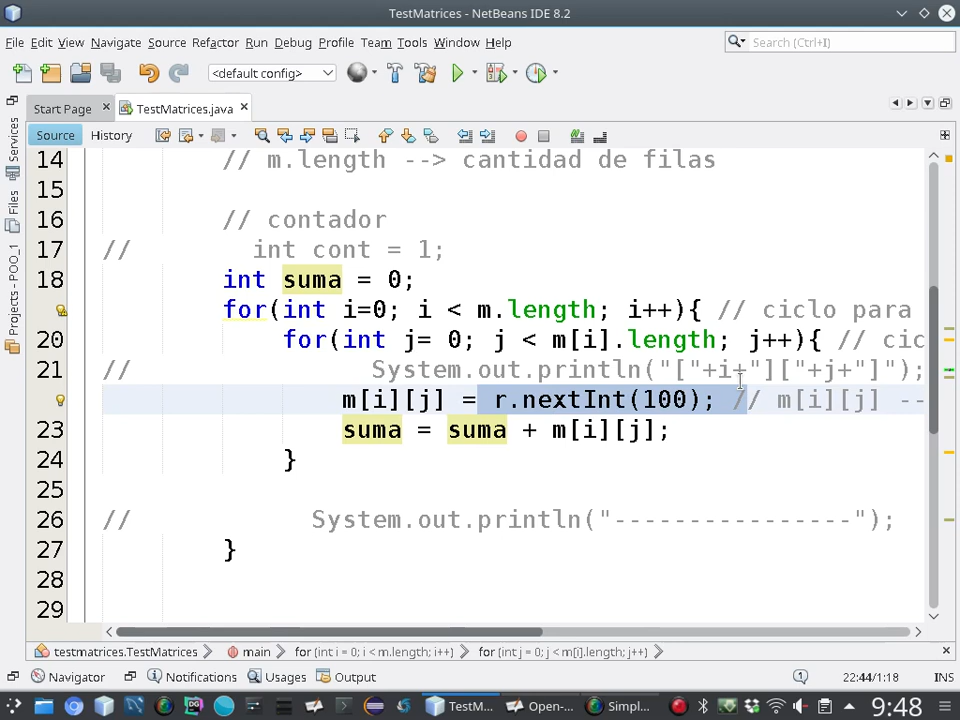 TestMatrices - NetBeans IDE 8.2
File Edit View Navigate Source Refactor Run Debug Profile Team Tools Window Help
Search (Ctrl+I)
<default config>
Start Page
TestMatrices.java
Source History
Services
Files
Projects - POO_1
14 // m.length --> cantidad de filas
15
16 // contador
17 // int cont = 1;
18 int suma = 0;
for(int i=0; i < m.length; i++){ // ciclo para
20 for(int j= 0; j < m[i].length; j++){ // cic
21 // System.out.println("["+i+"]["+j+"]");
m[i][j] = r.nextInt(100); // m[i][j] --
23 suma = suma + m[i][j];
24 }
25
26 // System.out.println("----------------");
27 }
28
29
testmatrices.TestMatrices main for (int i = 0; i < m.length; i++) for (int j = 0; j < m[i].length; j++)
Navigator Notifications Usages Output 22:44/1:18 INS
TestM... Open-... Simpl... 9:48